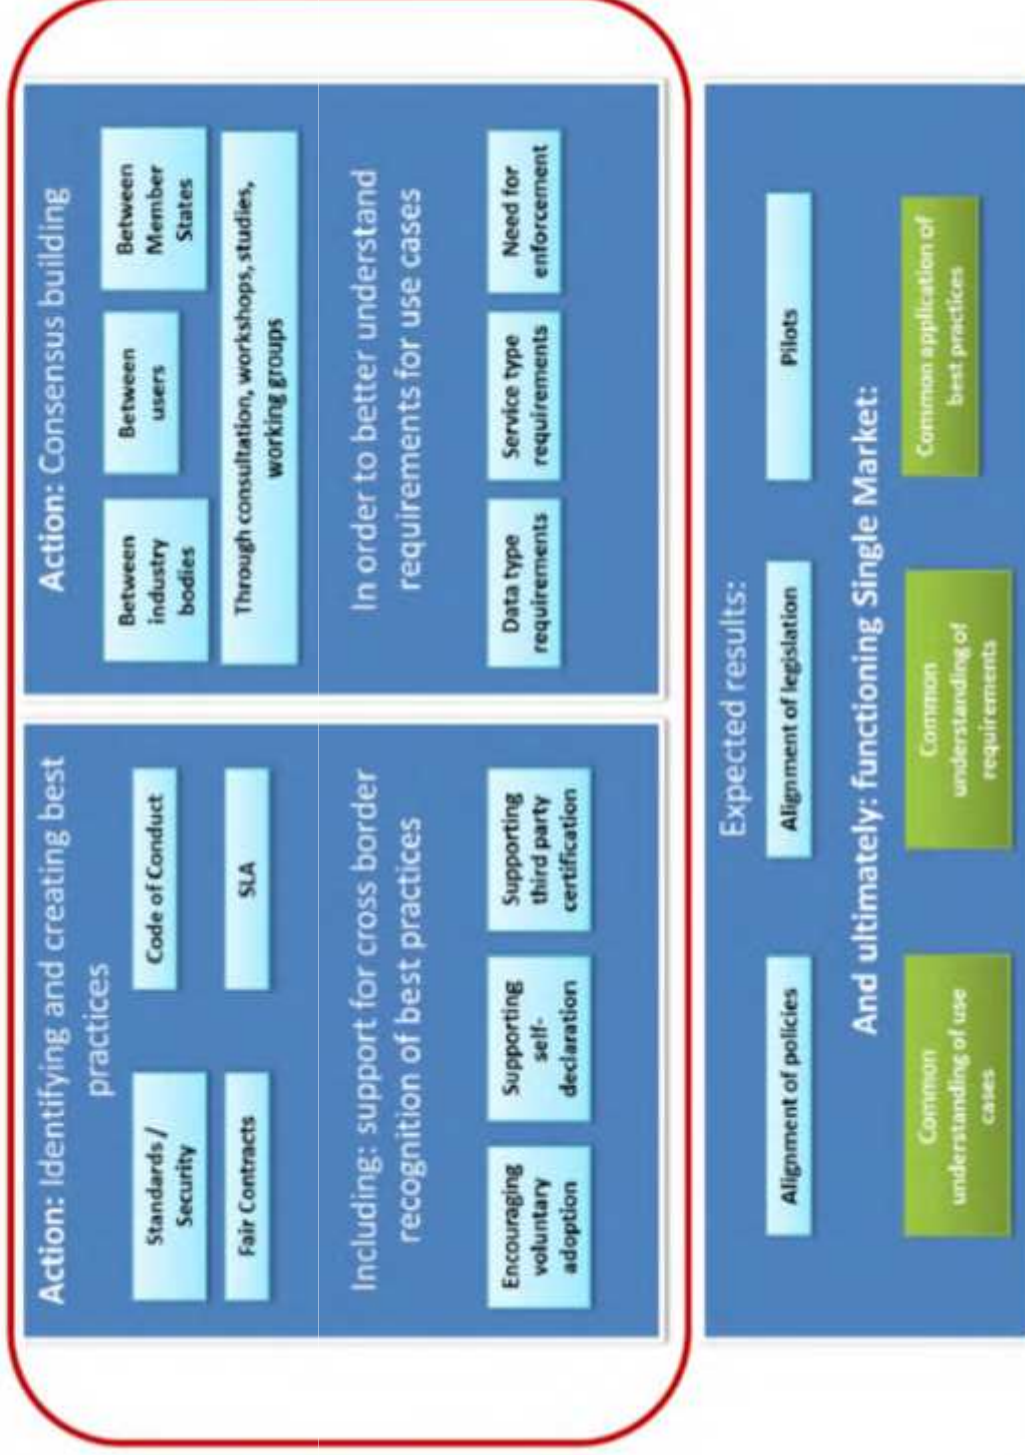 Action: Identifying and creating best
practices
Standards /
Security
Code of Conduct
Fair Contracts
SLA
Including: support for cross border
recognition of best practices
Encouraging
voluntary
adoption
Supporting
self-
declaration
Supporting
third party
certification
Action: Consensus building
Between
industry
bodies
Between
users
Between
Member
States
Through consultation, workshops, studies,
working groups
In order to better understand
requirements for use cases
Data type
requirements
Service type
requirements
Need for
enforcement
Expected results:
Alignment of policies
Alignment of legislation
Pilots
And ultimately: functioning Single Market:
Common
understanding of use
cases
Common
understanding of
requirements
Common application of
best practices